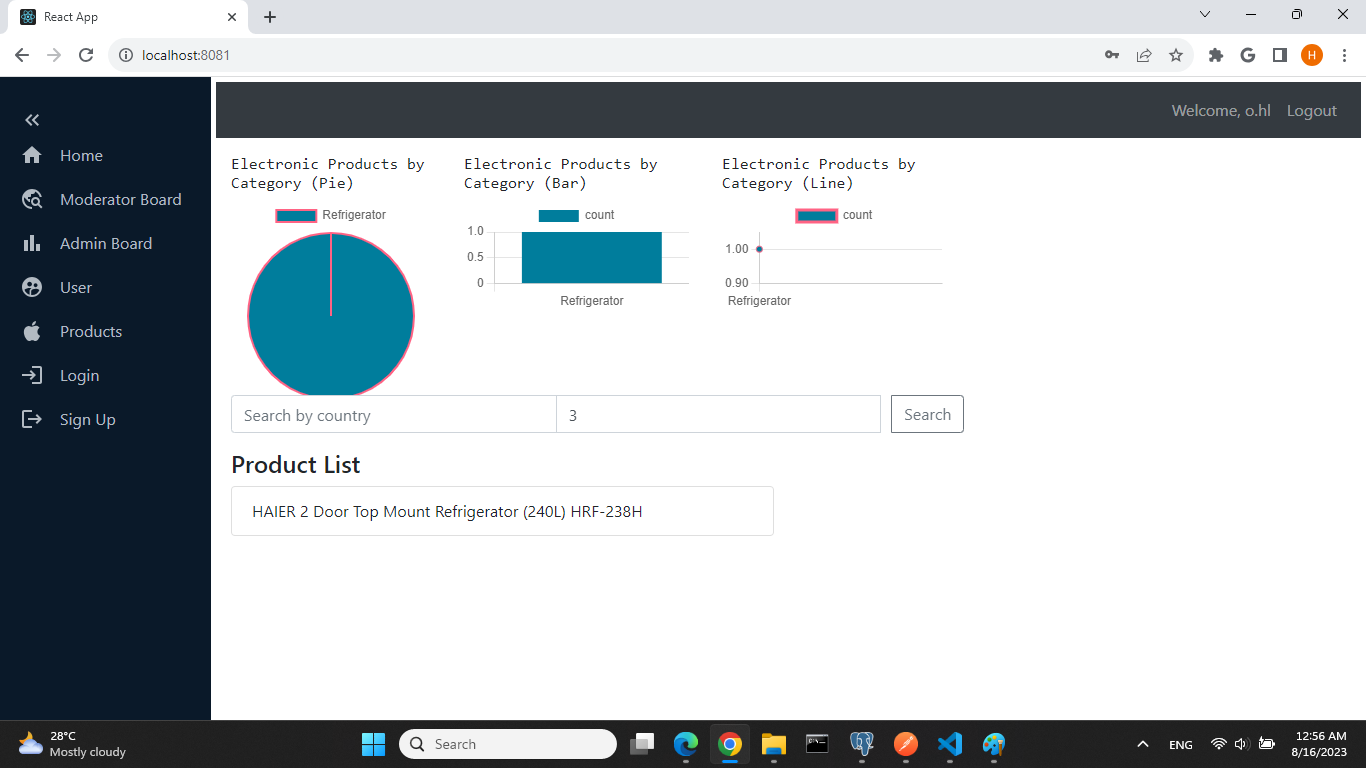 React App
localhost:8081
H
Welcome, o.hl Logout
Home
Moderator Board
Admin Board
User
Products
Login
Sign Up
Electronic Products by
Category (Pie)
Refrigerator
Electronic Products by
Category (Bar)
count
1.0
0.5
0
Refrigerator
Electronic Products by
Category (Line)
count
1.00
0.90
Refrigerator
Search by country
3
Search
Product List
HAIER 2 Door Top Mount Refrigerator (240L) HRF-238H
28°C
Mostly cloudy
Search
ENG
12:56 AM
8/16/2023